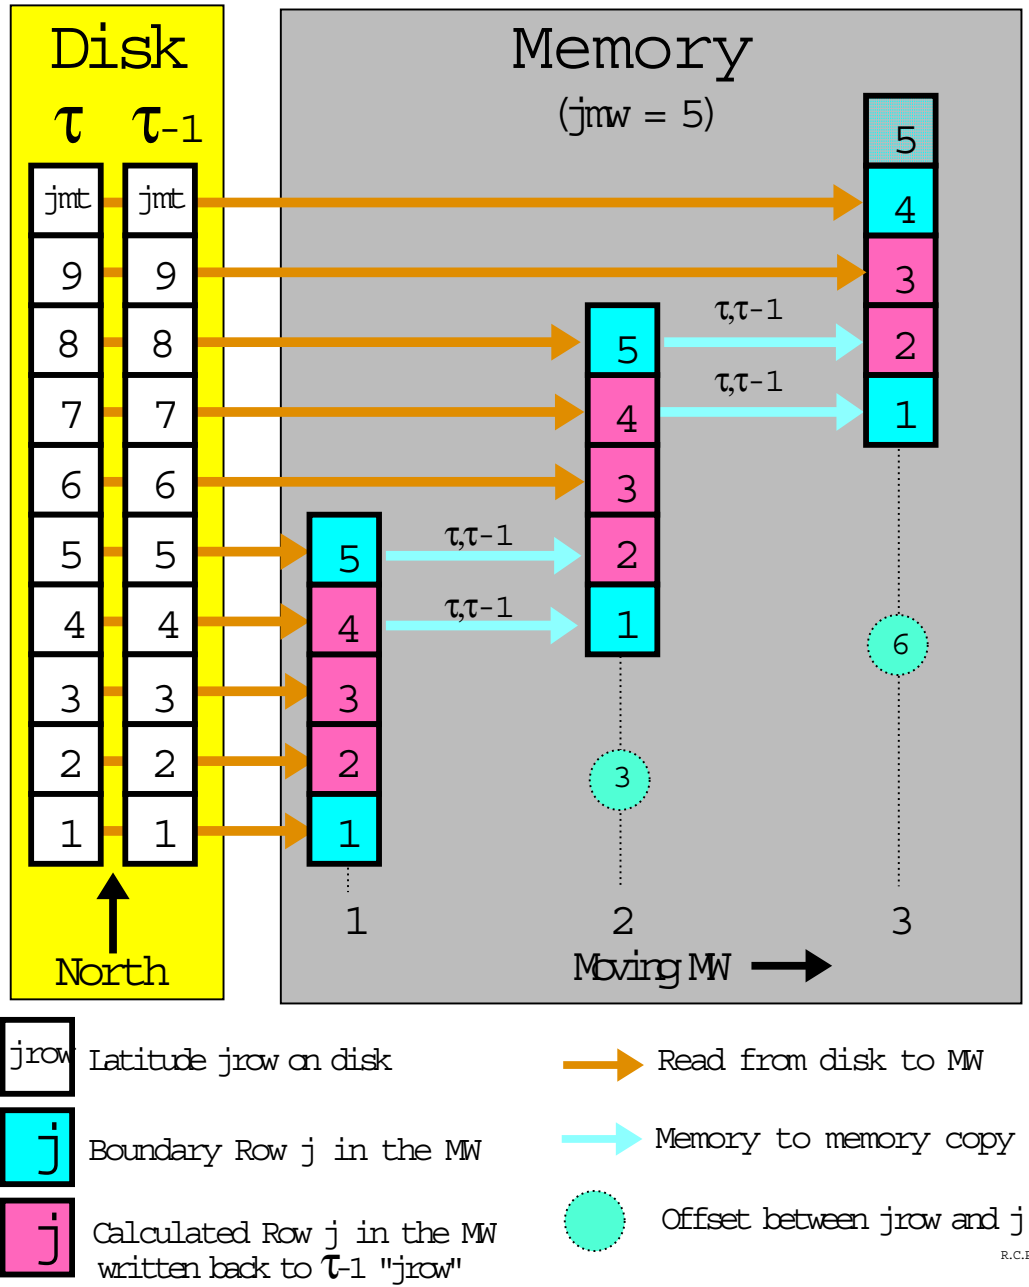 Disk
Memory
τ τ-1
(jmw = 5)
jmt jmt
9 9
8 8
7 7
6 6
5 5
4 4
3 3
2 2
1 1
5
4
3
2
1
5
4
3
2
1
5
4
3
2
1
τ,τ-1
τ,τ-1
τ,τ-1
τ,τ-1
3
6
1 2 3
North
Moving MW
jrow Latitude jrow on disk
j Boundary Row j in the MW
j Calculated Row j in the MW
written back to τ-1 "jrow"
Read from disk to MW
Memory to memory copy
Offset between jrow and j